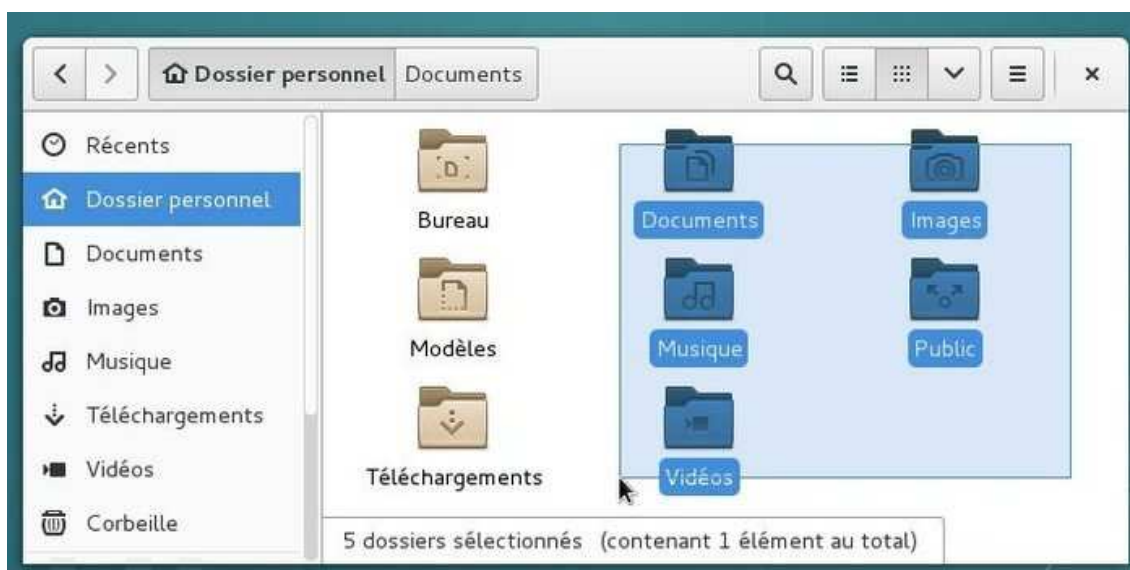 Dossier personnel Documents
Récents
Dossier personnel
Documents
Images
Musique
Téléchargements
Vidéos
Corbeille
Bureau
Documents
Images
Modèles
Musique
Public
Téléchargements
Vidéos
5 dossiers sélectionnés (contenant 1 élément au total)